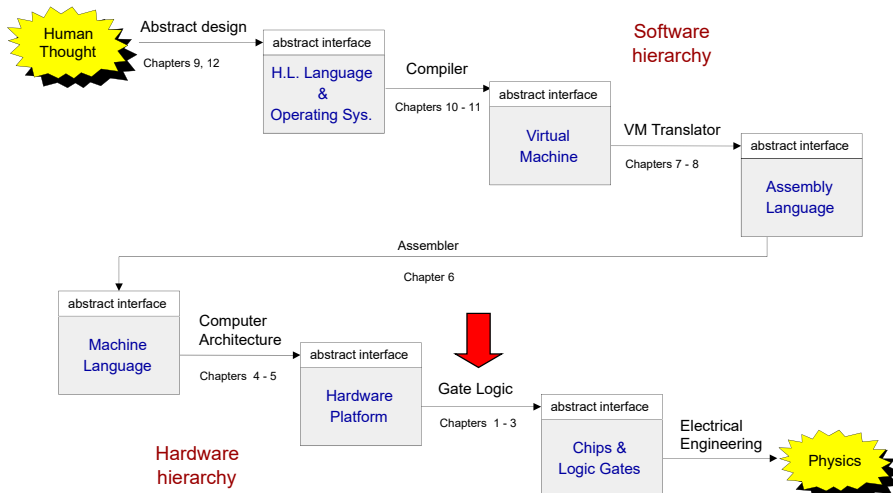 Human
Thought
Abstract design
Chapters 9, 12
abstract interface
H.L. Language
&
Operating Sys.
Compiler
Chapters 10 - 11
Software
hierarchy
abstract interface
Virtual
Machine
VM Translator
Chapters 7 - 8
abstract interface
Assembly
Language
Assembler
Chapter 6
abstract interface
Machine
Language
Computer
Architecture
Chapters 4 - 5
abstract interface
Hardware
Platform
Gate Logic
Chapters 1 - 3
abstract interface
Chips &
Logic Gates
Electrical
Engineering
Physics
Hardware
hierarchy